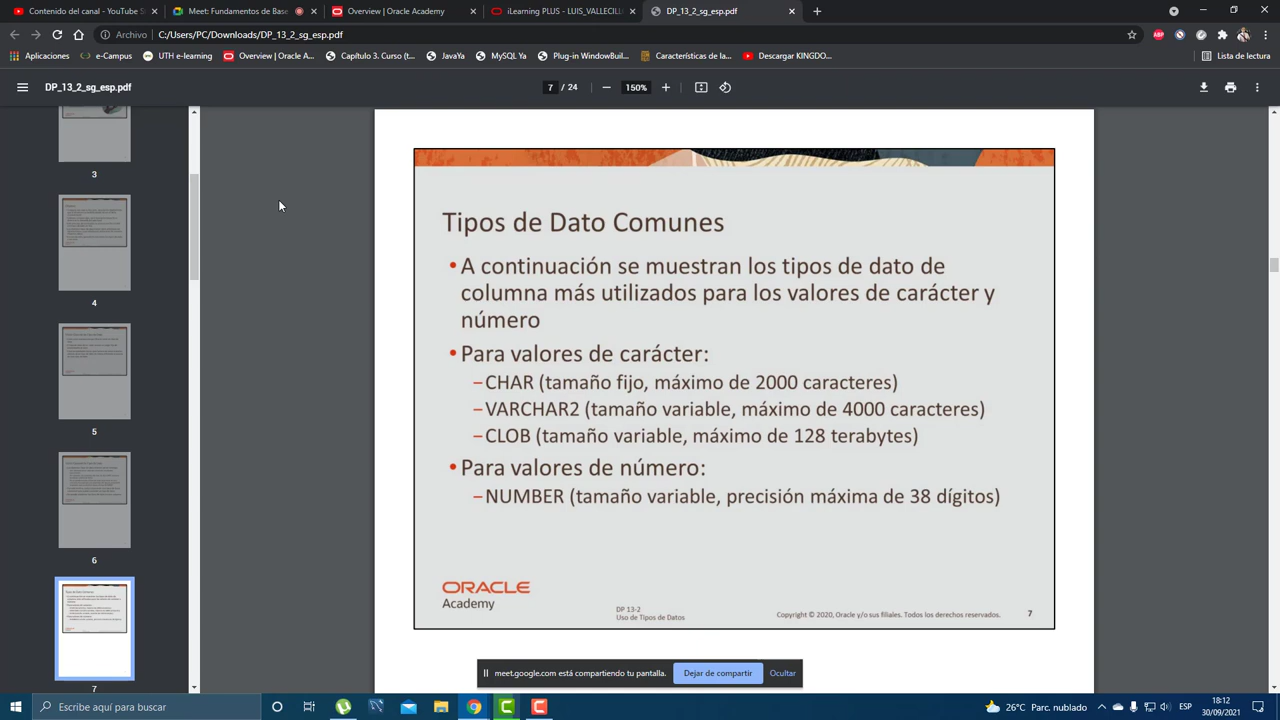 Contenido del canal - YouTube S
Meet: Fundamentos de Base
Overview | Oracle Academy
iLearning PLUS - LUIS_VALLECILL
DP_13_2_sg_esp.pdf
Archivo | C:/Users/PC/Downloads/DP_13_2_sg_esp.pdf
Aplicaciones
e-Campus
UTH e-learning
Overview | Oracle A...
Capítulo 3. Curso (t...
JavaYa
MySQL Ya
Plug-in WindowBuil...
Características de la...
Descargar KINGDO...
Lista de lectura
DP_13_2_sg_esp.pdf
7 / 24
150%
3
4
5
6
7
Tipos de Dato Comunes
• A continuación se muestran los tipos de dato de
columna más utilizados para los valores de carácter y
número
• Para valores de carácter:
–CHAR (tamaño fijo, máximo de 2000 caracteres)
–VARCHAR2 (tamaño variable, máximo de 4000 caracteres)
–CLOB (tamaño variable, máximo de 128 terabytes)
• Para valores de número:
–NUMBER (tamaño variable, precisión máxima de 38 dígitos)
ORACLE
Academy
DP 13-2
Uso de Tipos de Datos
Copyright © 2020, Oracle y/o sus filiales. Todos los derechos reservados.
7
meet.google.com está compartiendo tu pantalla.
Dejar de compartir
Ocultar
Escribe aquí para buscar
26°C Parc. nublado
ESP
18:12
30/09/2021